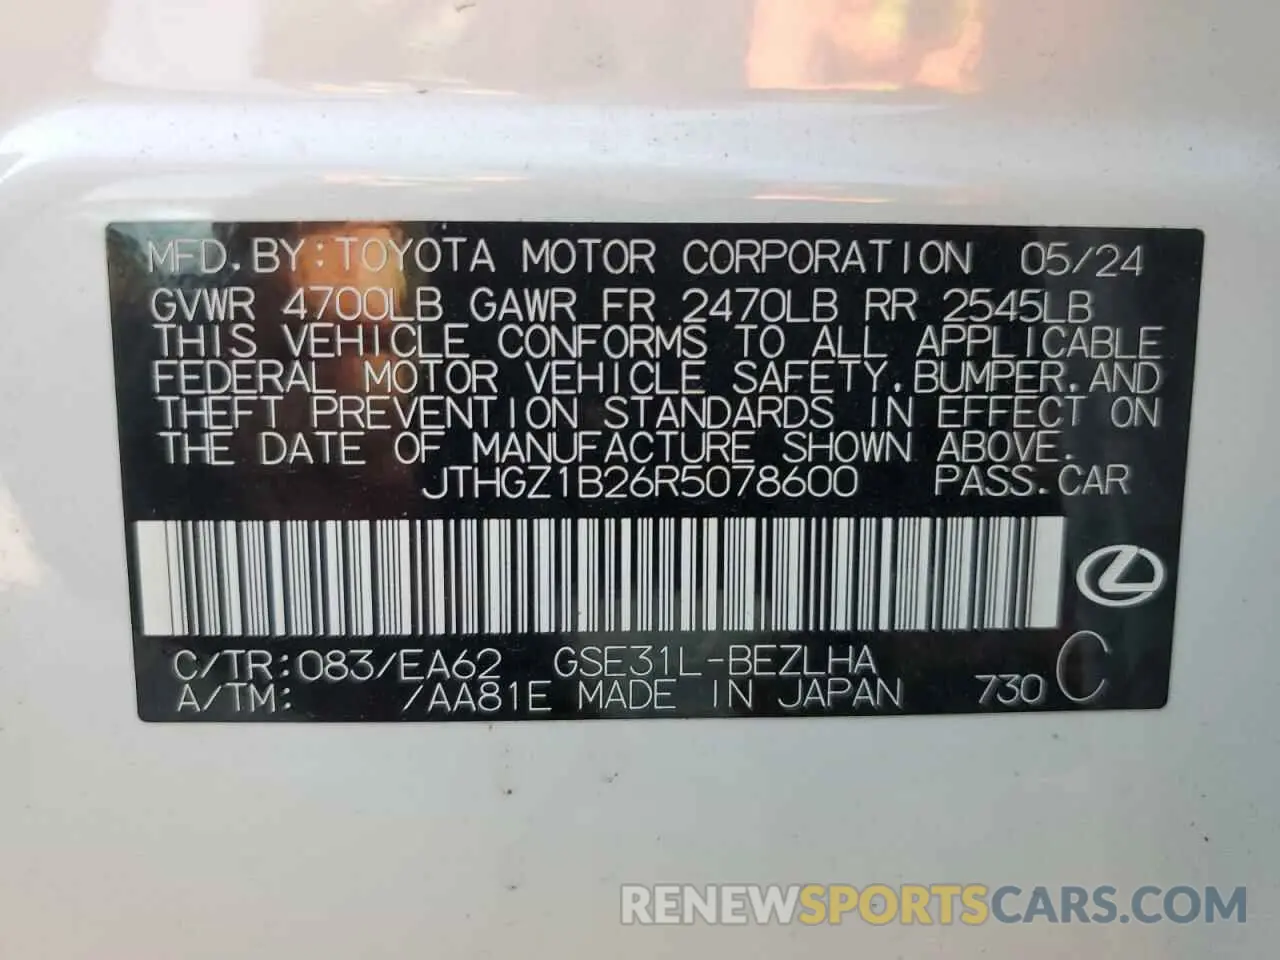 MFD. BY: TOYOTA MOTOR CORPORATION 05/24
GVWR 4700LB GAWR FR 2470LB RR 2545LB
THIS VEHICLE CONFORMS TO ALL APPLICABLE
FEDERAL MOTOR VEHICLE SAFETY, BUMPER, AND
THEFT PREVENTION STANDARDS IN EFFECT ON
THE DATE OF MANUFACTURE SHOWN ABOVE.
JTHGZ1B26R5078600 PASS. CAR
C/TR: 083/EA62 GSE31L-BEZLHA
A/TM: /AA81E MADE IN JAPAN 730 C
RENEWSPORTSCARS.COM